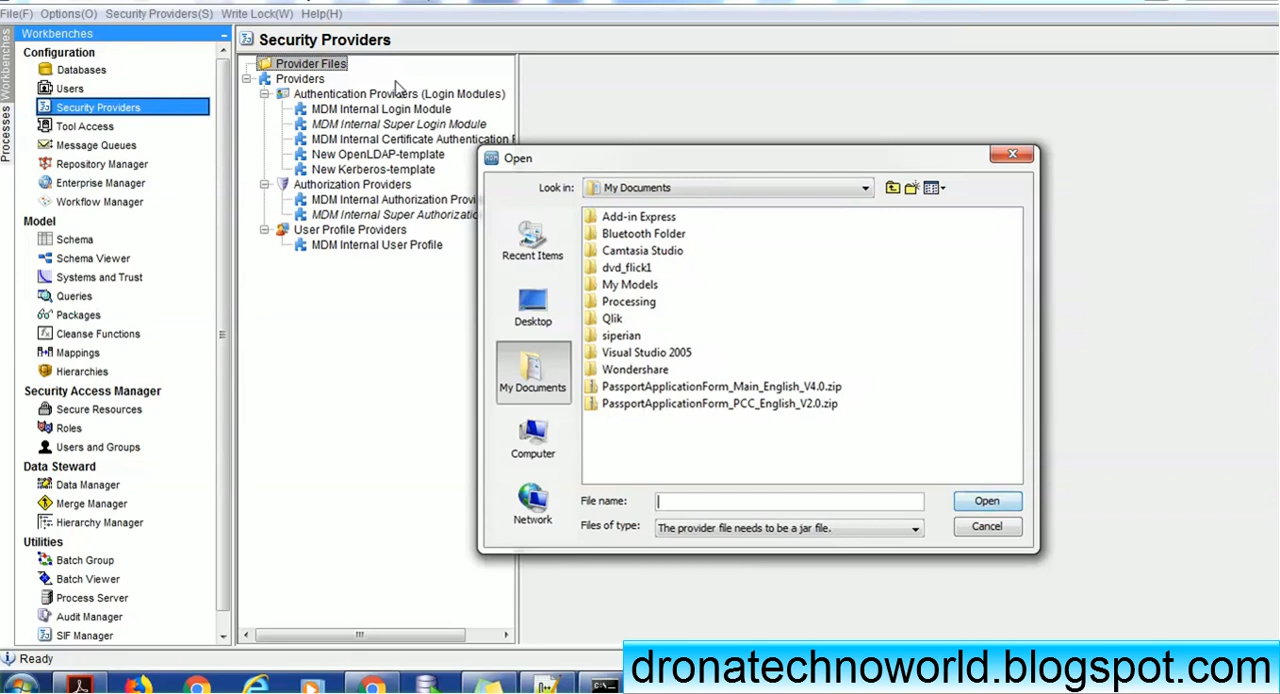 File(F) Options(O) Security Providers(S) Write Lock(W) Help(H)
Workbenches
Processes
Workbenches
Configuration
Databases
Users
Security Providers
Tool Access
Message Queues
Repository Manager
Enterprise Manager
Workflow Manager
Model
Schema
Schema Viewer
Systems and Trust
Queries
Packages
Cleanse Functions
Mappings
Hierarchies
Security Access Manager
Secure Resources
Roles
Users and Groups
Data Steward
Data Manager
Merge Manager
Hierarchy Manager
Utilities
Batch Group
Batch Viewer
Process Server
Audit Manager
SIF Manager
Security Providers
Provider Files
Providers
Authentication Providers (Login Modules)
MDM Internal Login Module
MDM Internal Super Login Module
MDM Internal Certificate Authentication
New OpenLDAP-template
New Kerberos-template
Authorization Providers
MDM Internal Authorization Provi
MDM Internal Super Authorizatio
User Profile Providers
MDM Internal User Profile
Open
Look in: My Documents
Recent Items
Desktop
My Documents
Computer
Network
Add-in Express
Bluetooth Folder
Camtasia Studio
dvd_flick1
My Models
Processing
Qlik
siperian
Visual Studio 2005
Wondershare
PassportApplicationForm_Main_English_V4.0.zip
PassportApplicationForm_PCC_English_V2.0.zip
File name: Open
Files of type: The provider file needs to be a jar file. Cancel
Ready
dronatechnoworld.blogspot.com